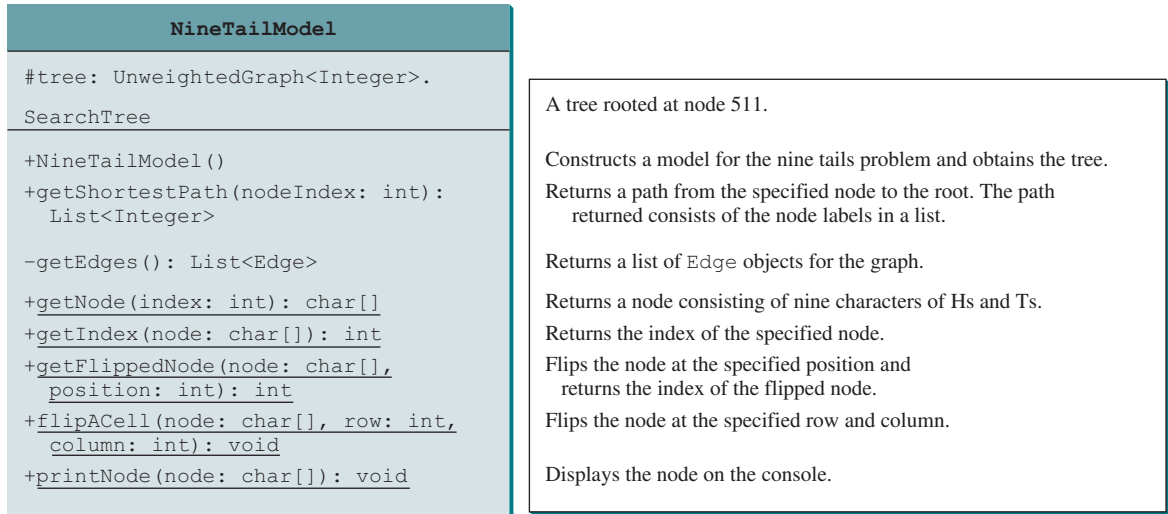 NineTailModel
#tree: UnweightedGraph<Integer>.
SearchTree
A tree rooted at node 511.
+NineTailModel()
Constructs a model for the nine tails problem and obtains the tree.
+getShortestPath(nodeIndex: int):
List<Integer>
Returns a path from the specified node to the root. The path
returned consists of the node labels in a list.
-getEdges(): List<Edge>
Returns a list of Edge objects for the graph.
+getNode(index: int): char[]
Returns a node consisting of nine characters of Hs and Ts.
+getIndex(node: char[]): int
Returns the index of the specified node.
+getFlippedNode(node: char[],
position: int): int
Flips the node at the specified position and
returns the index of the flipped node.
+flipACell(node: char[], row: int,
column: int): void
Flips the node at the specified row and column.
+printNode(node: char[]): void
Displays the node on the console.